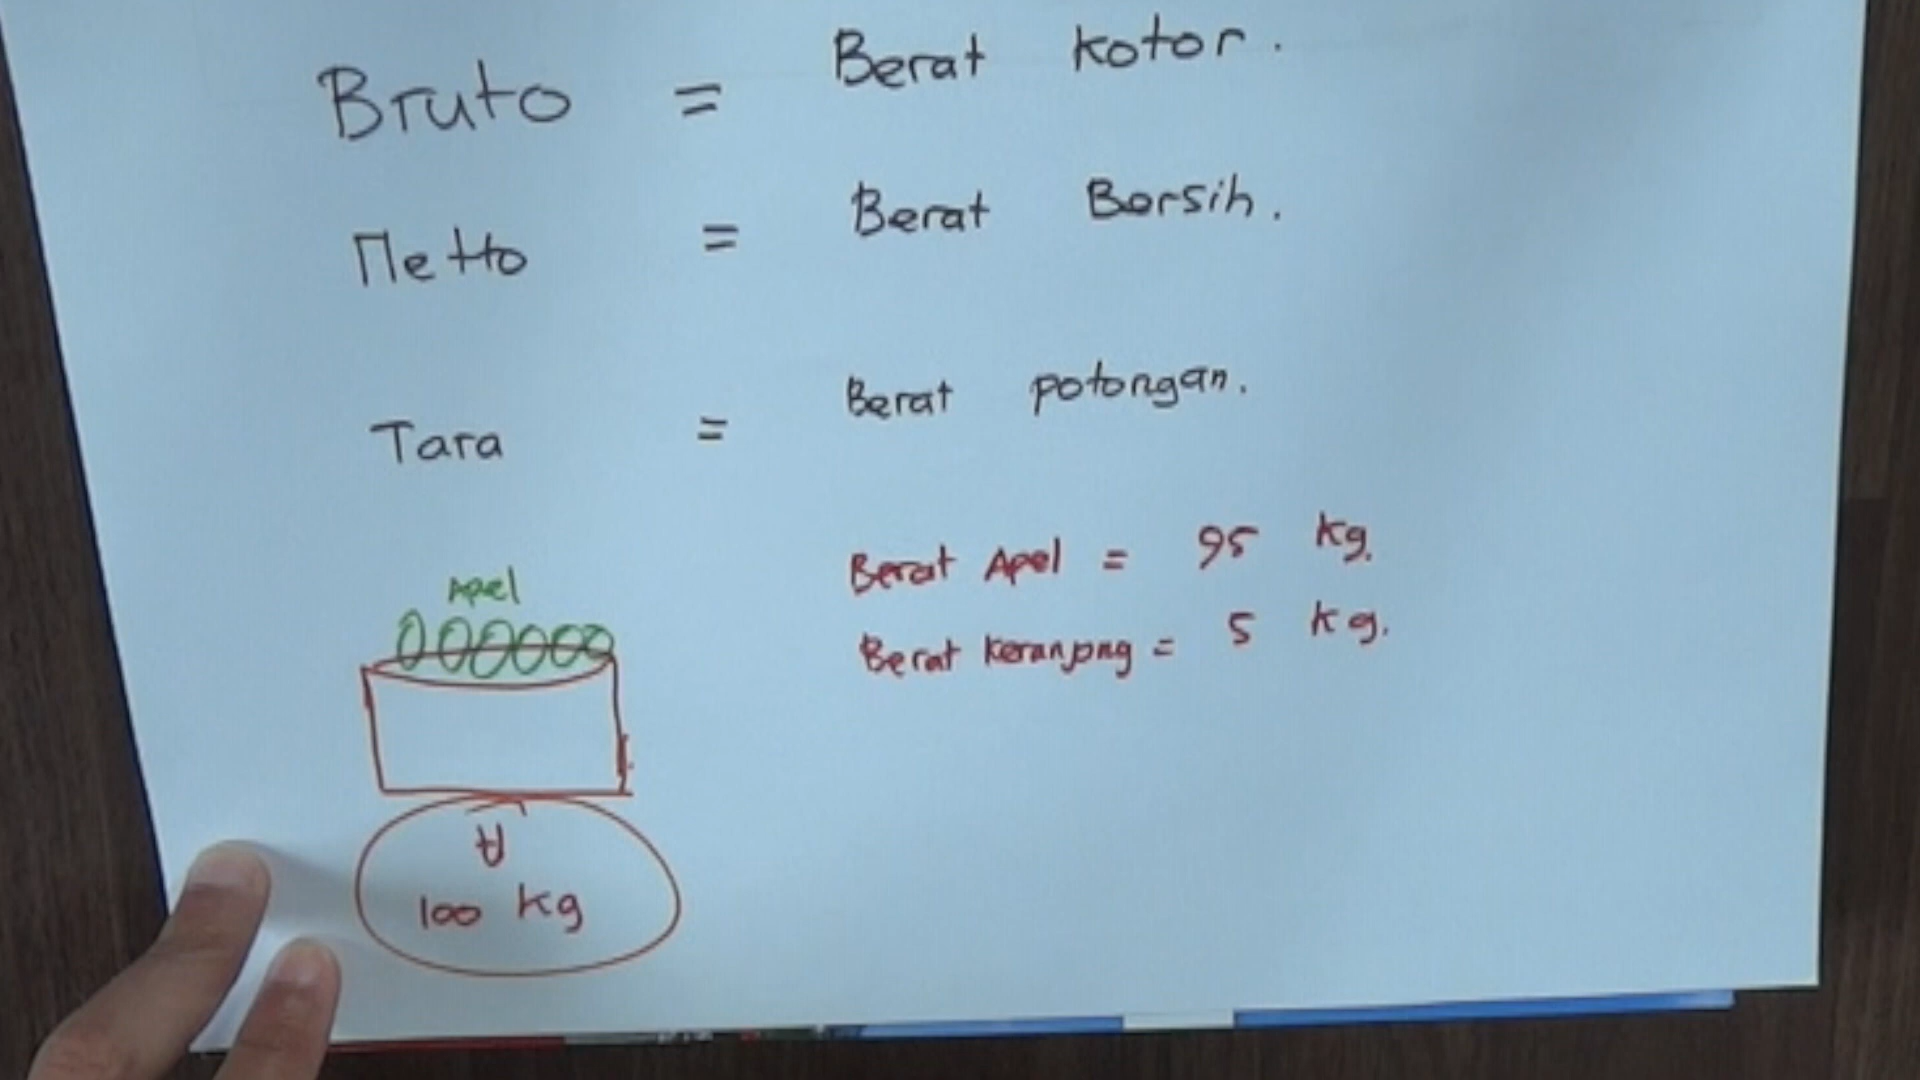 Bruto = Berat kotor.
Netto = Berat Bersih.
Tara = Berat potongan.
Apel
Berat Apel = 95 kg.
Berat keranjang = 5 kg.
100 kg